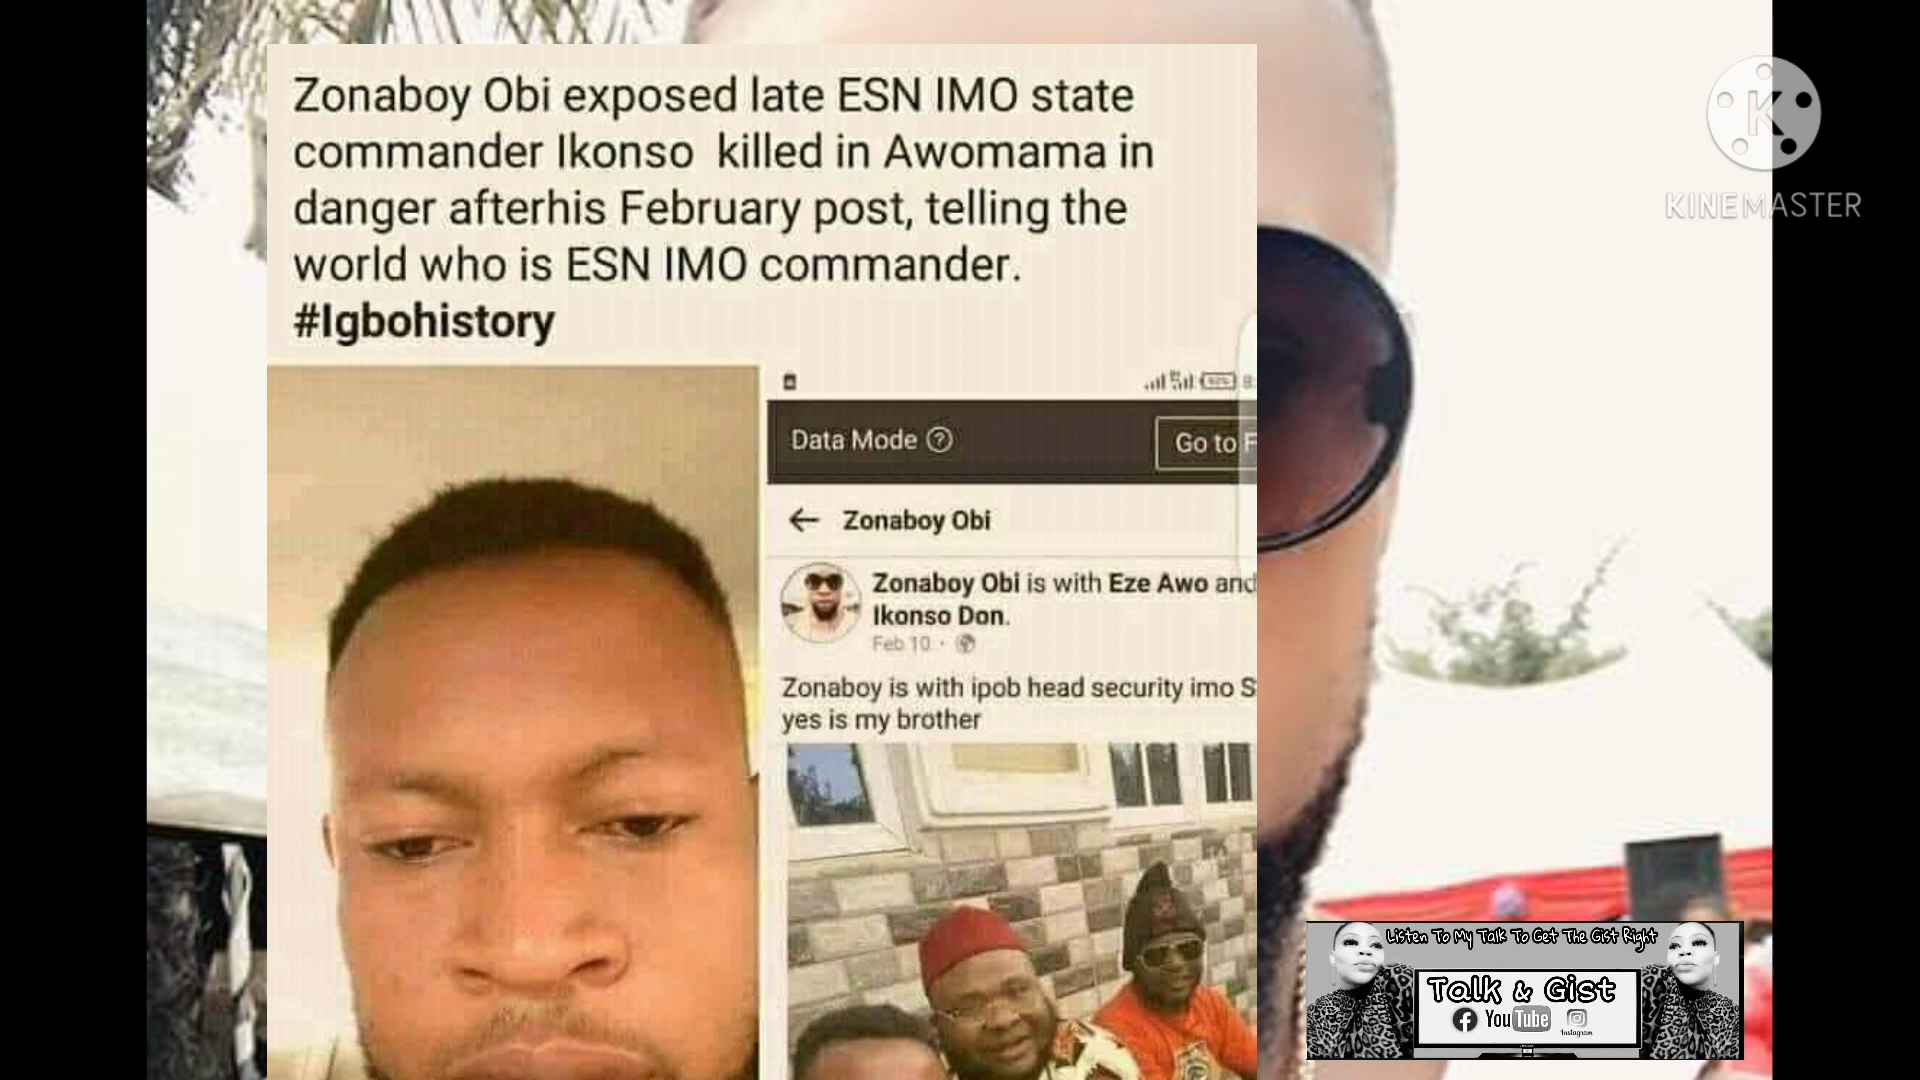 Zonaboy Obi exposed late ESN IMO state
commander Ikonso killed in Awomama in
danger afterhis February post, telling the
world who is ESN IMO commander.
#Igbohistory
Data Mode ?
Go to F
Zonaboy Obi
Zonaboy Obi is with Eze Awo and
Ikonso Don.
Feb 10
Zonaboy is with ipob head security imo S
yes is my brother
K
KINEMASTER
Listen To My Talk To Get The Gist Right
Talk & Gist
YouTube
Instagram